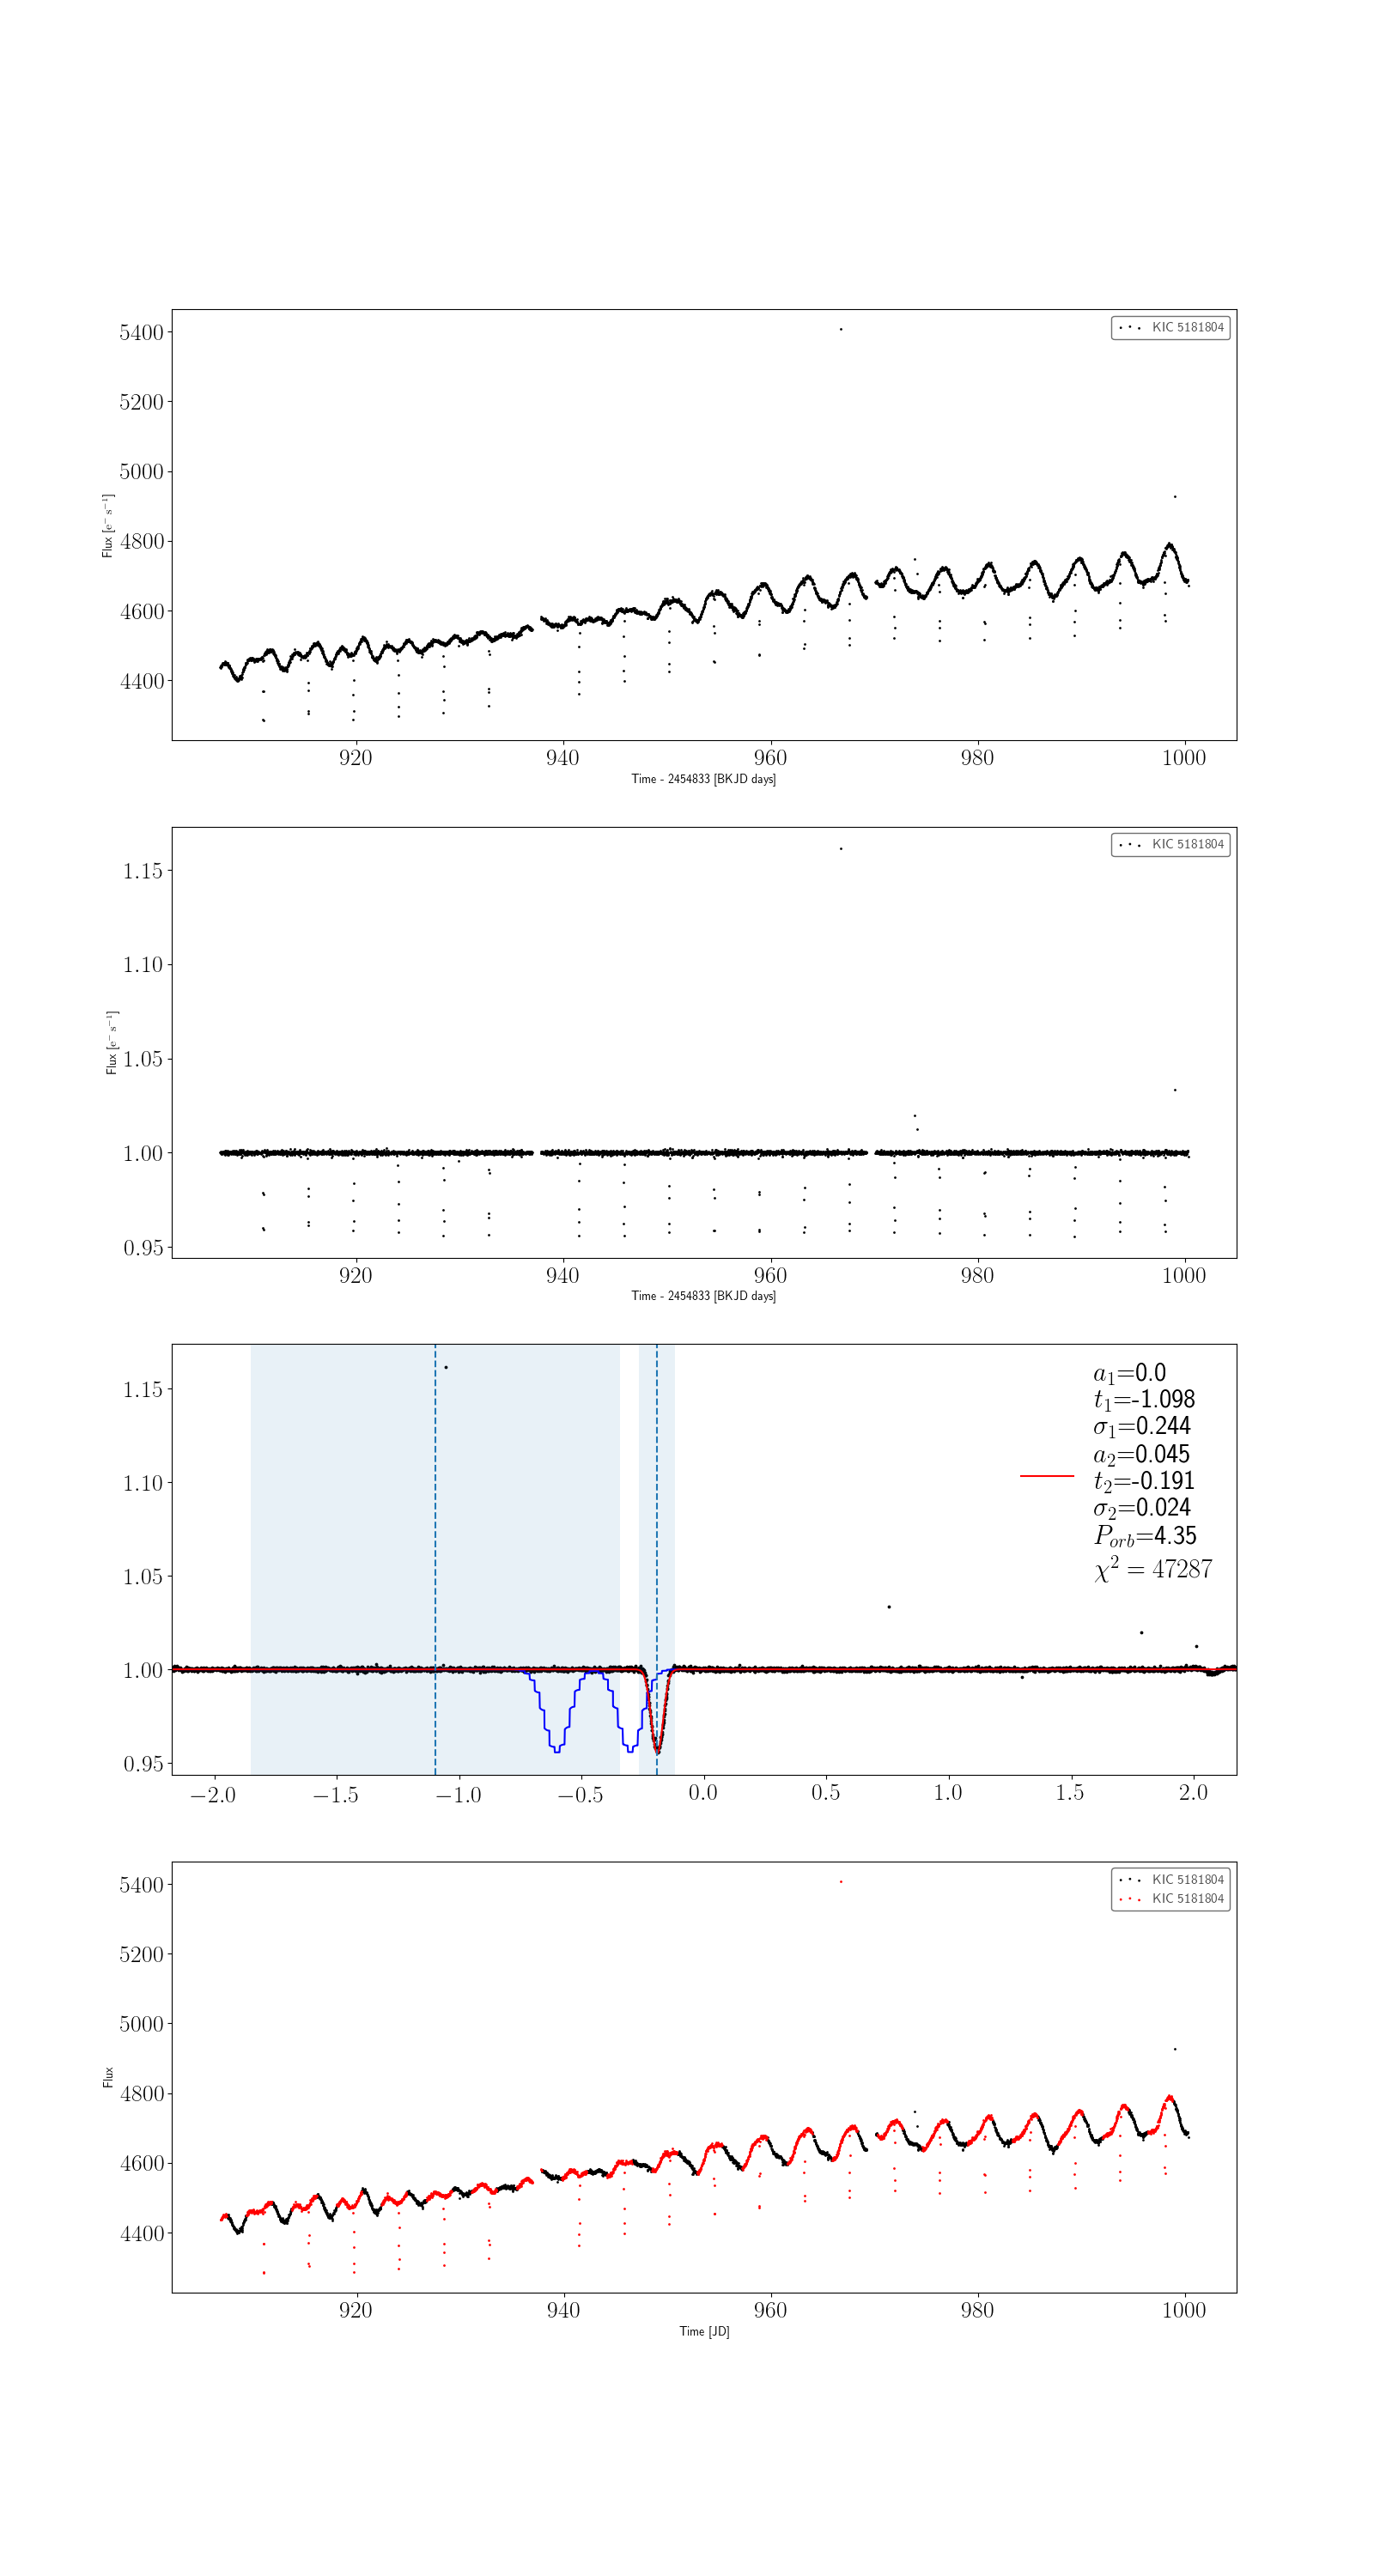 5400
5200
5000
4800
4600
4400
Flux [e⁻ s⁻¹]
KIC 5181804
920 940 960 980 1000
Time - 2454833 [BKJD days]
1.15
1.10
1.05
1.00
0.95
Flux [e⁻ s⁻¹]
KIC 5181804
920 940 960 980 1000
Time - 2454833 [BKJD days]
1.15
1.10
1.05
1.00
0.95
a₁=0.0
t₁=-1.098
σ₁=0.244
a₂=0.045
t₂=-0.191
σ₂=0.024
P_orb=4.35
χ² = 47287
−2.0 −1.5 −1.0 −0.5 0.0 0.5 1.0 1.5 2.0
5400
5200
5000
4800
4600
4400
Flux
KIC 5181804
KIC 5181804
920 940 960 980 1000
Time [JD]